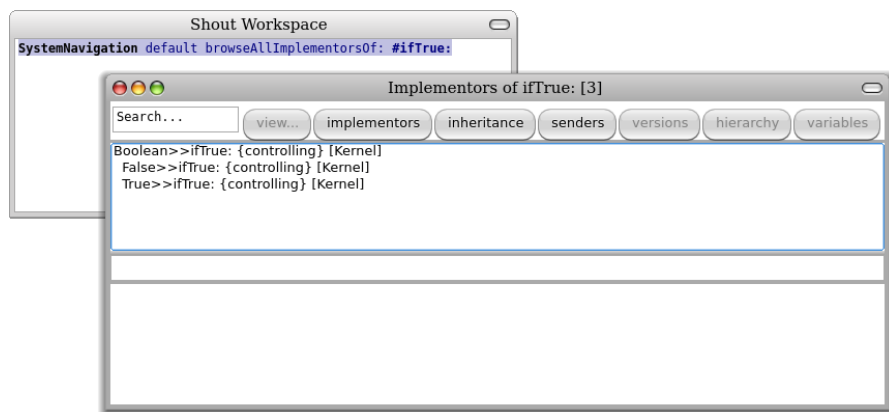 Shout Workspace
SystemNavigation default browseAllImplementorsOf: #ifTrue:
Implementors of ifTrue: [3]
Search... view... implementors inheritance senders versions hierarchy variables
Boolean>>ifTrue: {controlling} [Kernel]
False>>ifTrue: {controlling} [Kernel]
True>>ifTrue: {controlling} [Kernel]